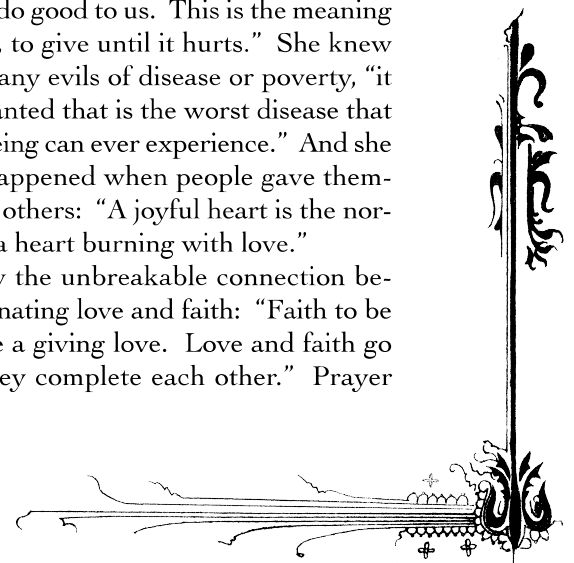 do good to us. This is the meaning
, to give until it hurts.” She knew
any evils of disease or poverty, “it
anted that is the worst disease that
eing can ever experience.” And she
appened when people gave them-
others: “A joyful heart is the nor-
a heart burning with love.”
the unbreakable connection be-
nating love and faith: “Faith to be
e a giving love. Love and faith go
ey complete each other.” Prayer